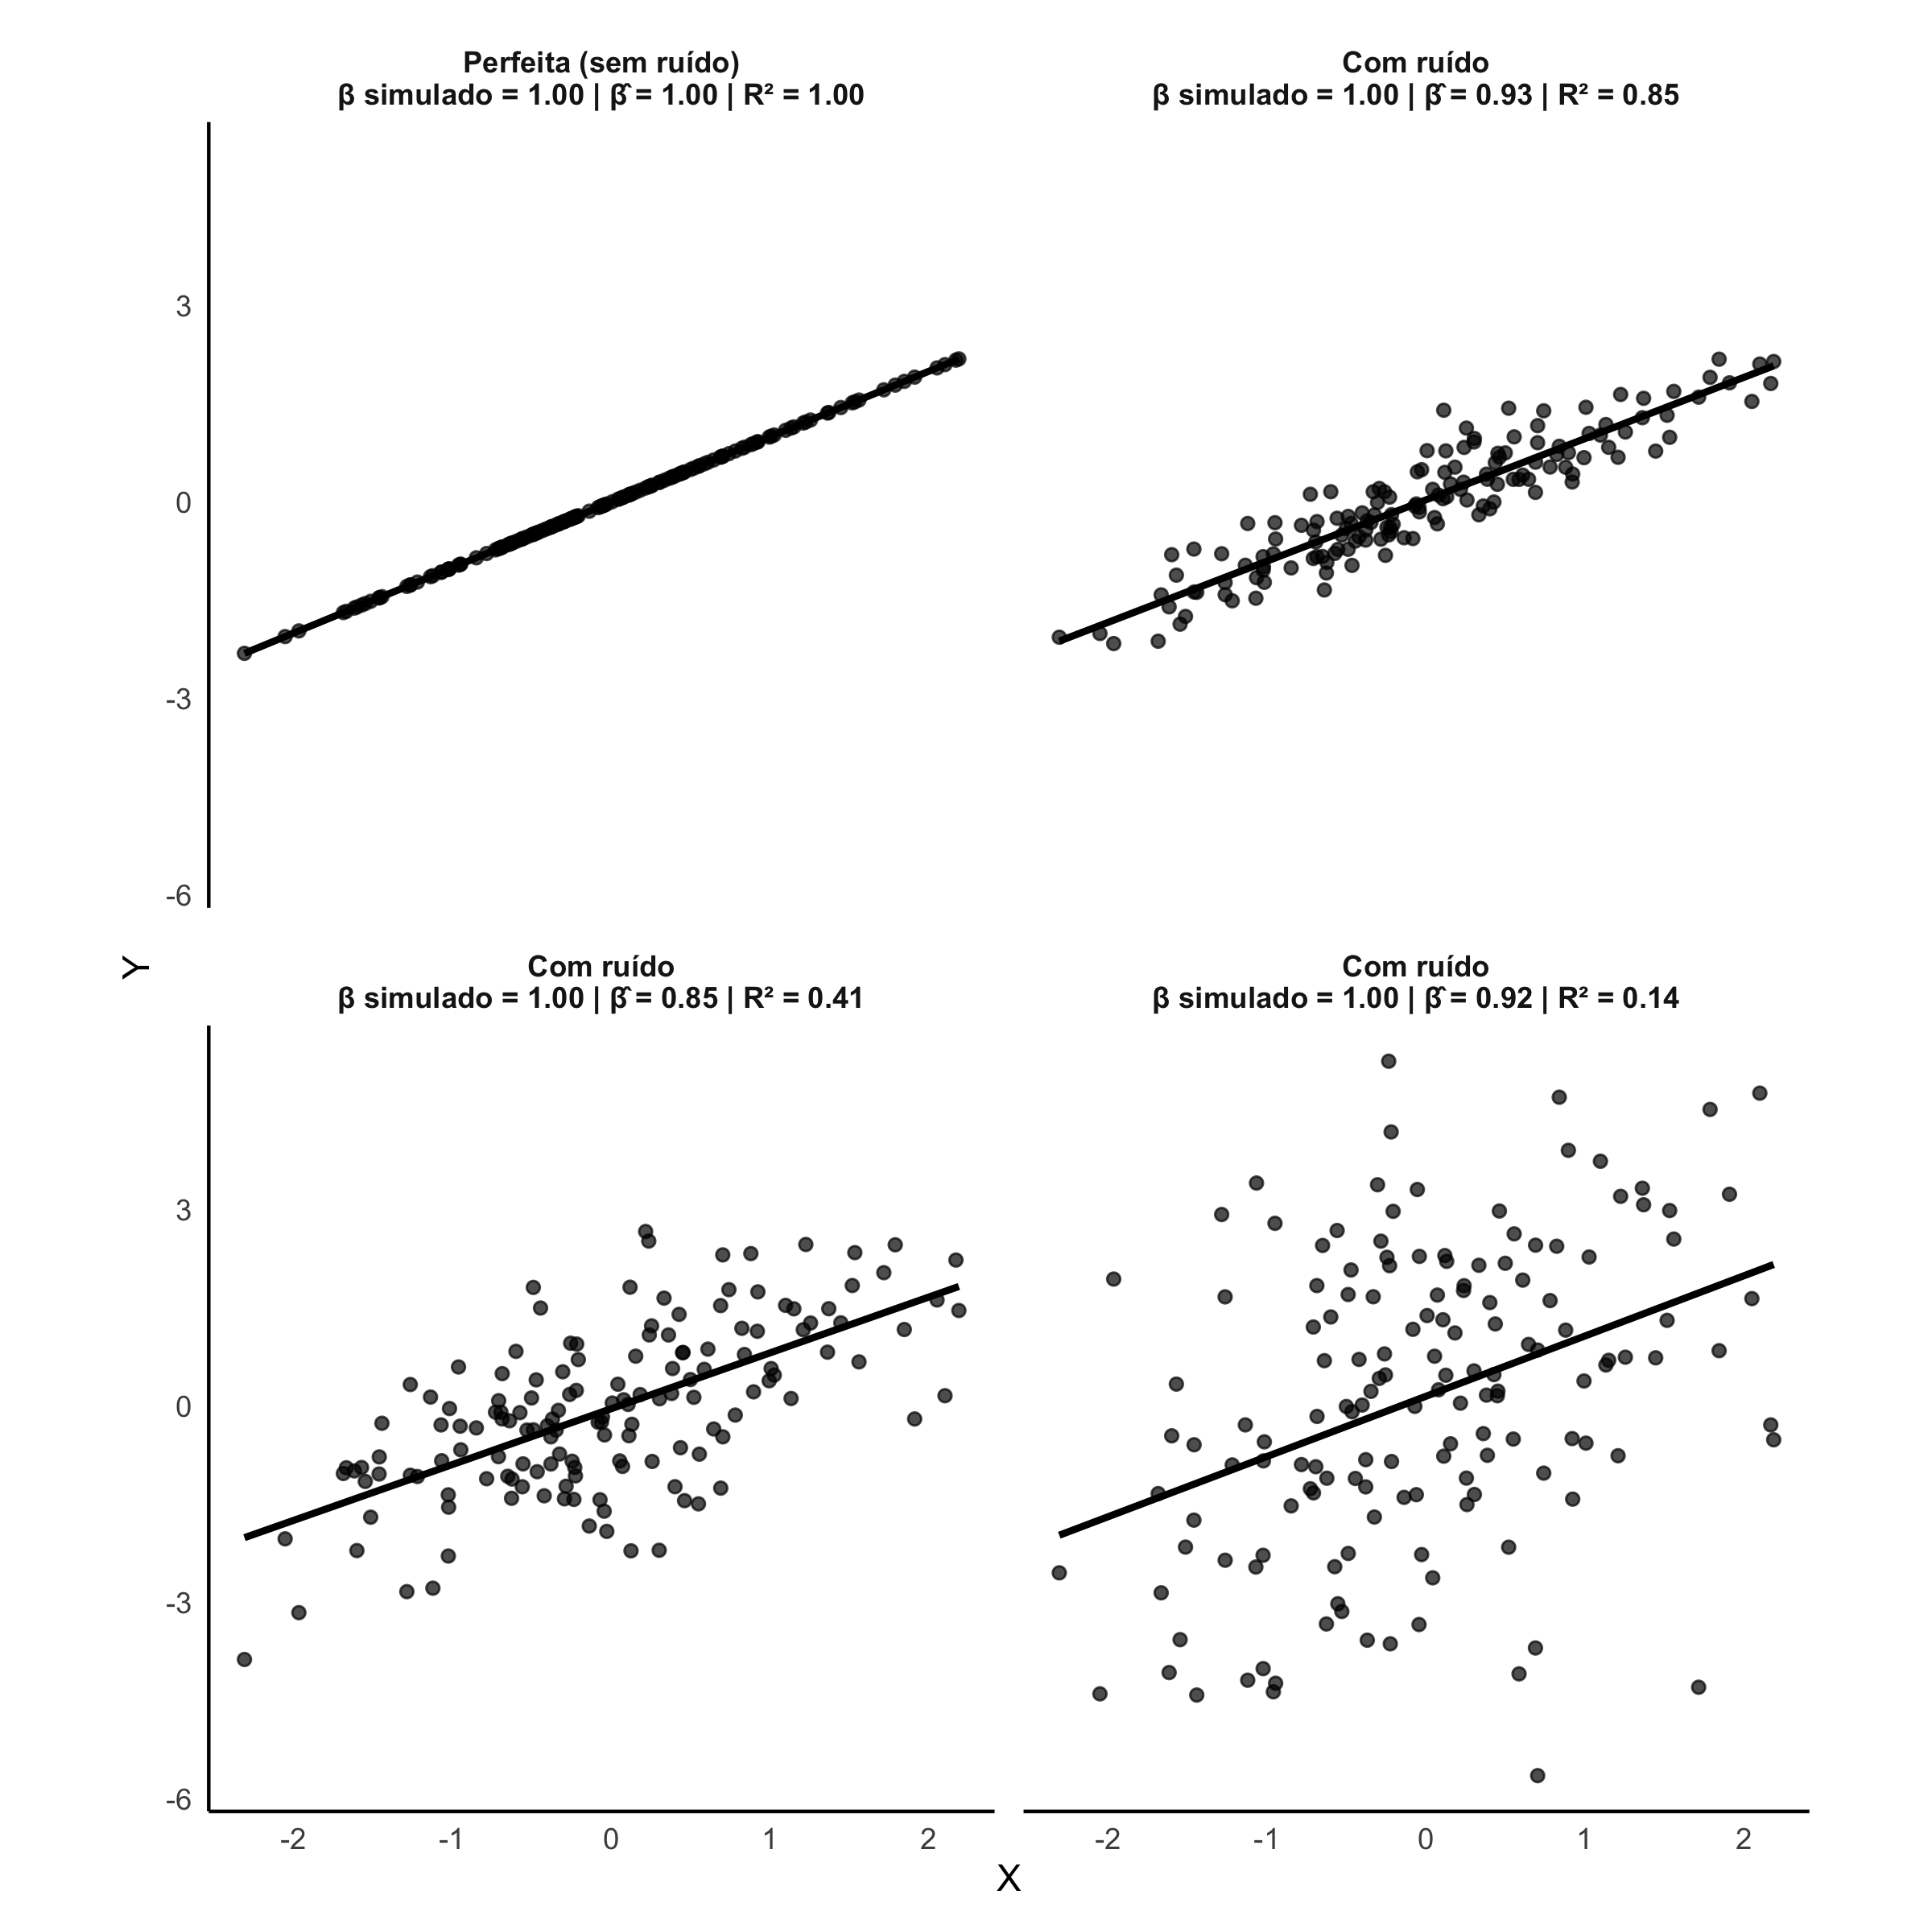 Perfeita (sem ruído)
β simulado = 1.00 | β̂ = 1.00 | R² = 1.00
Com ruído
β simulado = 1.00 | β̂ = 0.93 | R² = 0.85
3
0
-3
-6
Y
Com ruído
β simulado = 1.00 | β̂ = 0.85 | R² = 0.41
Com ruído
β simulado = 1.00 | β̂ = 0.92 | R² = 0.14
3
0
-3
-6
-2 -1 0 1 2
-2 -1 0 1 2
X